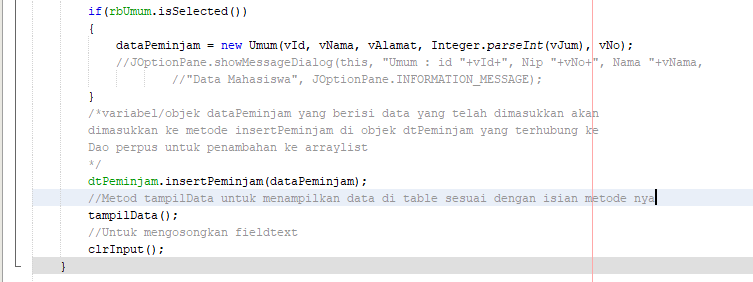 if(rbUmum.isSelected())
{
dataPeminjam = new Umum(vId, vNama, vAlamat, Integer.parseInt(vJum), vNo);
//JOptionPane.showMessageDialog(this, "Umum : id "+vId+", Nip "+vNo+", Nama "+vNama,
//"Data Mahasiswa", JOptionPane.INFORMATION_MESSAGE);
}
/*variabel/objek dataPeminjam yang berisi data yang telah dimasukkan akan
dimasukkan ke metode insertPeminjam di objek dtPeminjam yang terhubung ke
Dao perpus untuk penambahan ke arraylist
*/
dtPeminjam.insertPeminjam(dataPeminjam);
//Metod tampilData untuk menampilkan data di table sesuai dengan isian metode nya
tampilData();
//Untuk mengosongkan fieldtext
clrInput();
}